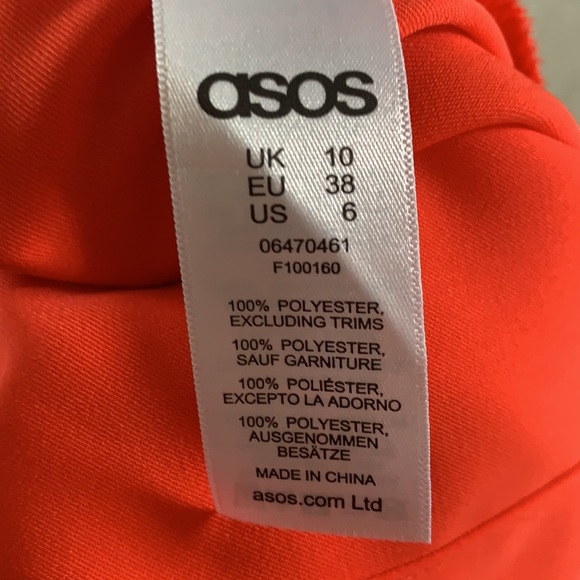 asos
UK 10
EU 38
US 6
06470461
F100160
100% POLYESTER,
EXCLUDING TRIMS
100% POLYESTER,
SAUF GARNITURE
100% POLIÉSTER,
EXCEPTO LA ADORNO
100% POLYESTER,
AUSGENOMMEN
BESÄTZE
MADE IN CHINA
asos.com Ltd